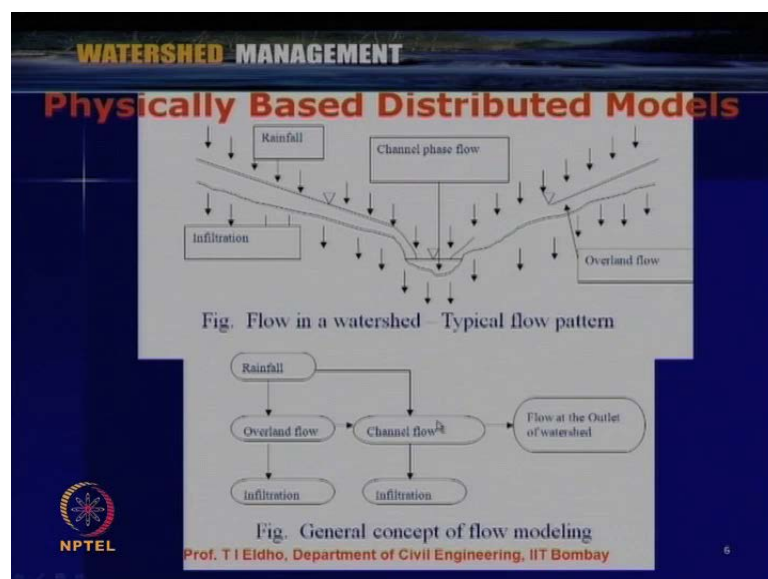 WATERSHED MANAGEMENT
Physically Based Distributed Models
Rainfall
Channel phase flow
Infiltration
Overland flow
Fig. Flow in a watershed – Typical flow pattern
Rainfall
Overland flow
Channel flow
Flow at the Outlet
of watershed
Infiltration
Infiltration
Fig. General concept of flow modeling
NPTEL
Prof. T I Eldho, Department of Civil Engineering, IIT Bombay
6